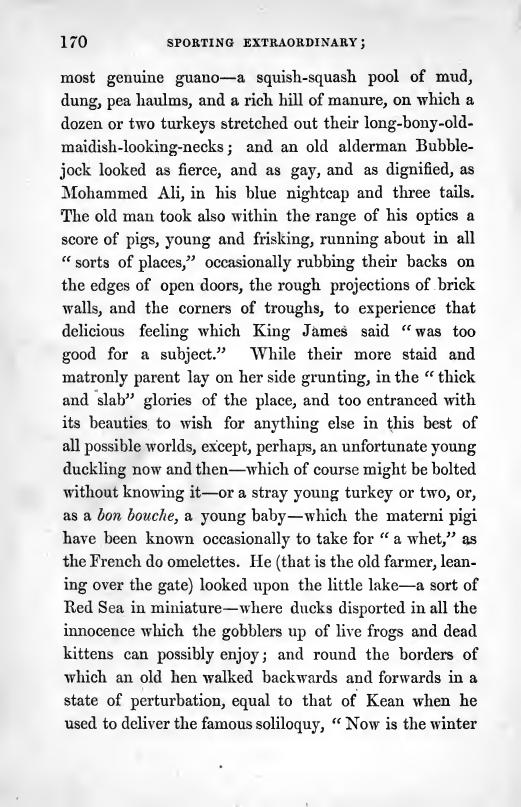 170 SPORTING EXTRAORDINARY;
most genuine guano—a squish-squash pool of mud,
dung, pea haulms, and a rich hill of manure, on which a
dozen or two turkeys stretched out their long-bony-old-
maidish-looking-necks; and an old alderman Bubble-
jock looked as fierce, and as gay, and as dignified, as
Mohammed Ali, in his blue nightcap and three tails.
The old man took also within the range of his optics a
score of pigs, young and frisking, running about in all
“ sorts of places,” occasionally rubbing their backs on
the edges of open doors, the rough projections of brick
walls, and the corners of troughs, to experience that
delicious feeling which King James said “ was too
good for a subject.” While their more staid and
matronly parent lay on her side grunting, in the “ thick
and slab” glories of the place, and too entranced with
its beauties to wish for anything else in this best of
all possible worlds, except, perhaps, an unfortunate young
duckling now and then—which of course might be bolted
without knowing it—or a stray young turkey or two, or,
as a bon bouche, a young baby—which the materni pigi
have been known occasionally to take for “ a whet,” as
the French do omelettes. He (that is the old farmer, lean-
ing over the gate) looked upon the little lake—a sort of
Red Sea in miniature—where ducks disported in all the
innocence which the gobblers up of live frogs and dead
kittens can possibly enjoy; and round the borders of
which an old hen walked backwards and forwards in a
state of perturbation, equal to that of Kean when he
used to deliver the famous soliloquy, “ Now is the winter